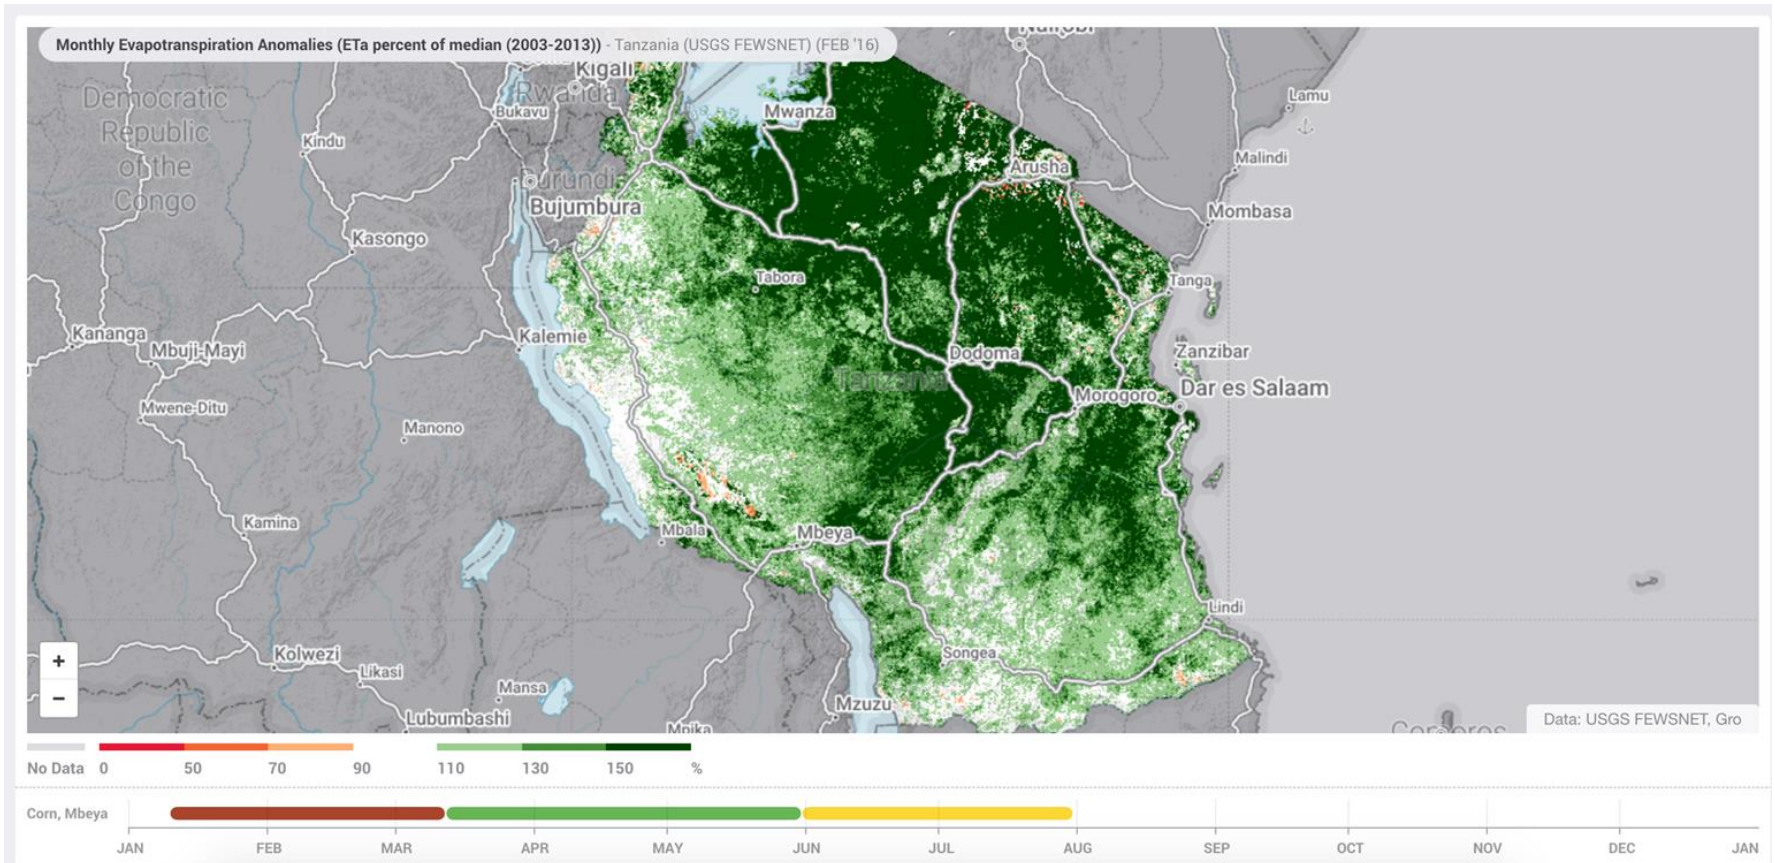 Monthly Evapotranspiration Anomalies (ETa percent of median (2003-2013)) - Tanzania (USGS FEWSNET) (FEB '16)
Nairobi
Kigali
Rwanda
Democratic
Republic
of the
Congo
Bukavu
Mwanza
Lamu
Kindu
Arusha
Malindi
Burundi
Bujumbura
Mombasa
Kasongo
Tabora
Tanga
Kananga
Mbuji-Mayi
Kalemie
Dodoma
Zanzibar
Tanzania
Dar es Salaam
Morogoro
Mwene-Ditu
Manono
Kamina
Mbala
Mbeya
Lindi
Songea
+
−
Kolwezi
Likasi
Mansa
Lubumbashi
Mzuzu
Mpika
Comoros
Data: USGS FEWSNET, Gro
No Data 0 50 70 90 110 130 150 %
Corn, Mbeya
JAN FEB MAR APR MAY JUN JUL AUG SEP OCT NOV DEC JAN